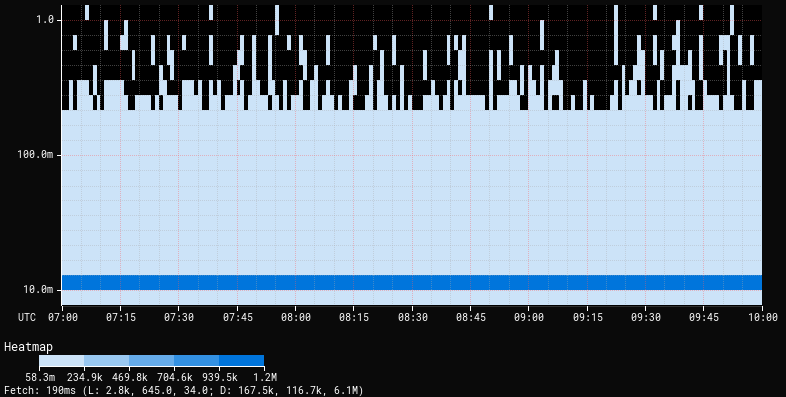 1.0
100.0m
10.0m
UTC 07:00 07:15 07:30 07:45 08:00 08:15 08:30 08:45 09:00 09:15 09:30 09:45 10:00
Heatmap
58.3m 234.9k 469.8k 704.6k 939.5k 1.2M
Fetch: 190ms (L: 2.8k, 645.0, 34.0; D: 167.5k, 116.7k, 6.1M)